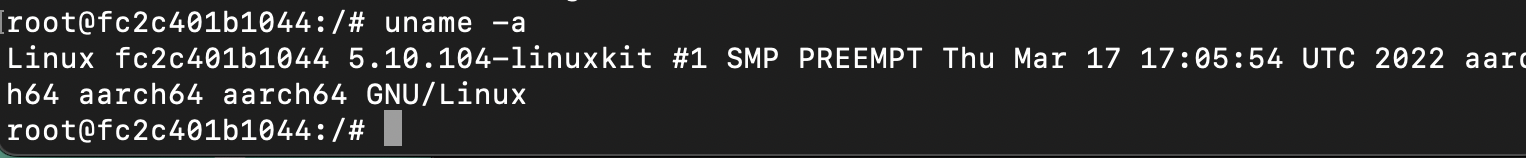 root@fc2c401b1044:/# uname -a
Linux fc2c401b1044 5.10.104-linuxkit #1 SMP PREEMPT Thu Mar 17 17:05:54 UTC 2022 aarc
h64 aarch64 aarch64 GNU/Linux
root@fc2c401b1044:/#